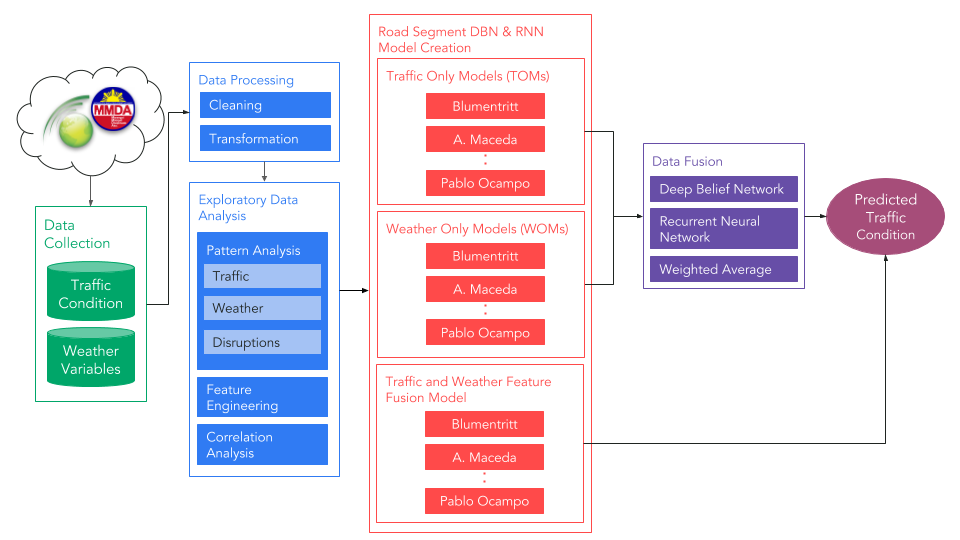 MMDA
Data
Collection
Traffic
Condition
Weather
Variables
Data Processing
Cleaning
Transformation
Exploratory Data
Analysis
Pattern Analysis
Traffic
Weather
Disruptions
Feature
Engineering
Correlation
Analysis
Road Segment DBN & RNN
Model Creation
Traffic Only Models (TOMs)
Blumentritt
A. Maceda
Pablo Ocampo
Weather Only Models (WOMs)
Blumentritt
A. Maceda
Pablo Ocampo
Traffic and Weather Feature
Fusion Model
Blumentritt
A. Maceda
Pablo Ocampo
Data Fusion
Deep Belief Network
Recurrent Neural
Network
Weighted Average
Predicted
Traffic
Condition